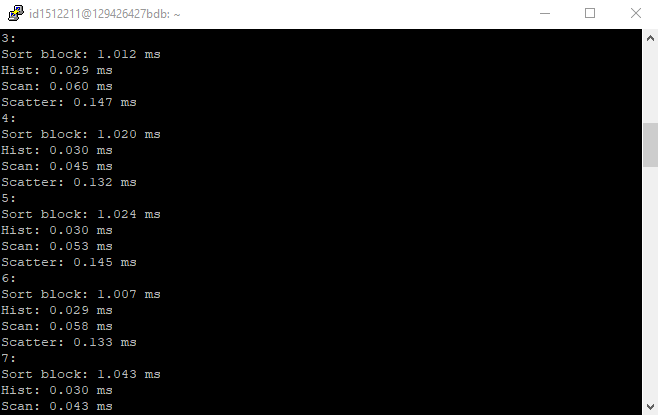 id1512211@129426427bdb: ~
3:
Sort block: 1.012 ms
Hist: 0.029 ms
Scan: 0.060 ms
Scatter: 0.147 ms
4:
Sort block: 1.020 ms
Hist: 0.030 ms
Scan: 0.045 ms
Scatter: 0.132 ms
5:
Sort block: 1.024 ms
Hist: 0.030 ms
Scan: 0.053 ms
Scatter: 0.145 ms
6:
Sort block: 1.007 ms
Hist: 0.029 ms
Scan: 0.058 ms
Scatter: 0.133 ms
7:
Sort block: 1.043 ms
Hist: 0.030 ms
Scan: 0.043 ms